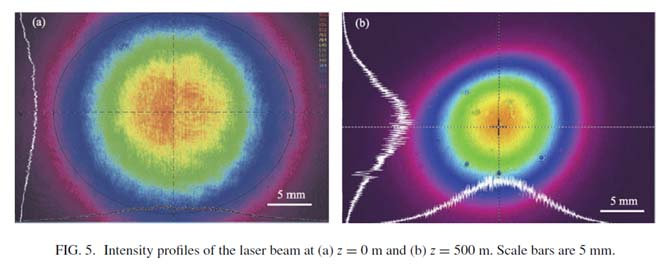 (a)
(b)
5 mm
5 mm
FIG. 5. Intensity profiles of the laser beam at (a) z = 0 m and (b) z = 500 m. Scale bars are 5 mm.